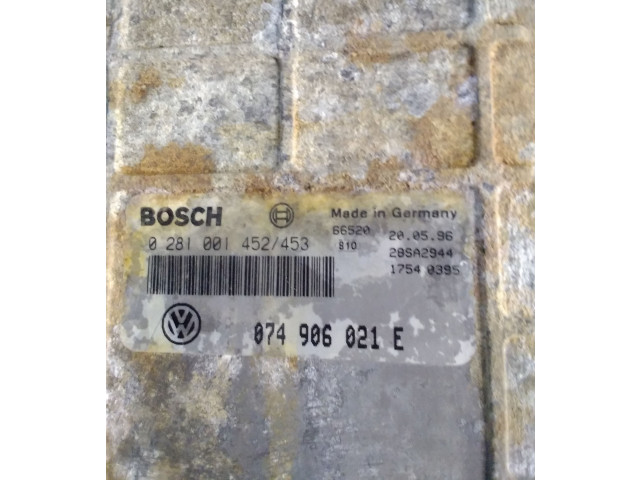 BOSCH Made in Germany
0 281 001 452/453 66S20 20.05.96
810 28SA2944
1754 0395
074 906 021 E